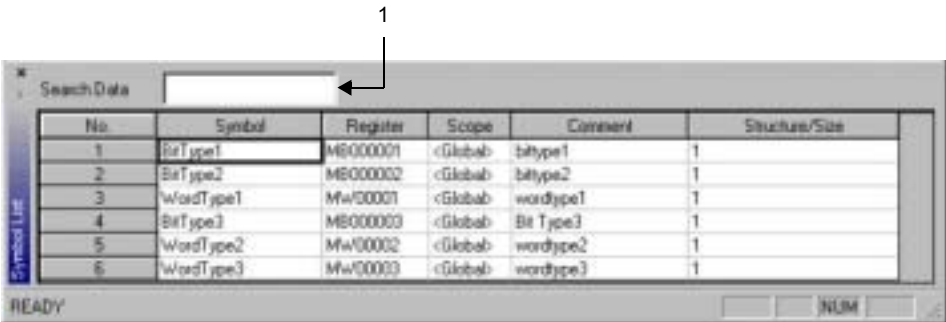 1
Search Data
No. Symbol Register Scope Comment Structure/Size
1 BitType1 MB000001 <Global> bittype1 1
2 BitType2 MB000002 <Global> bittype2 1
3 WordType1 MW00001 <Global> wordtype1 1
4 BitType3 MB000003 <Global> Bit Type3 1
5 WordType2 MW00002 <Global> wordtype2 1
6 WordType3 MW00003 <Global> wordtype3 1
Symbol List
READY NUM